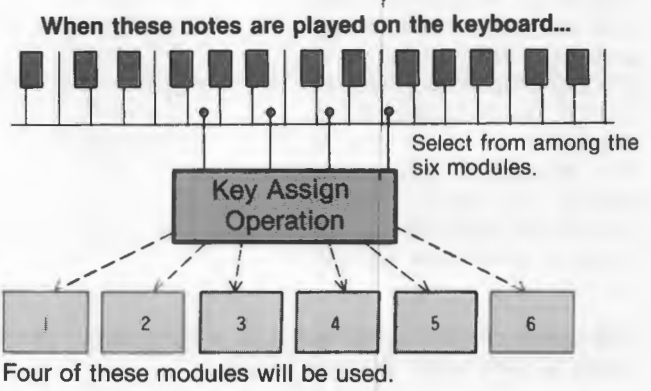 When these notes are played on the keyboard...
Select from among the
six modules.
Key Assign
Operation
1 2 3 4 5 6
Four of these modules will be used.